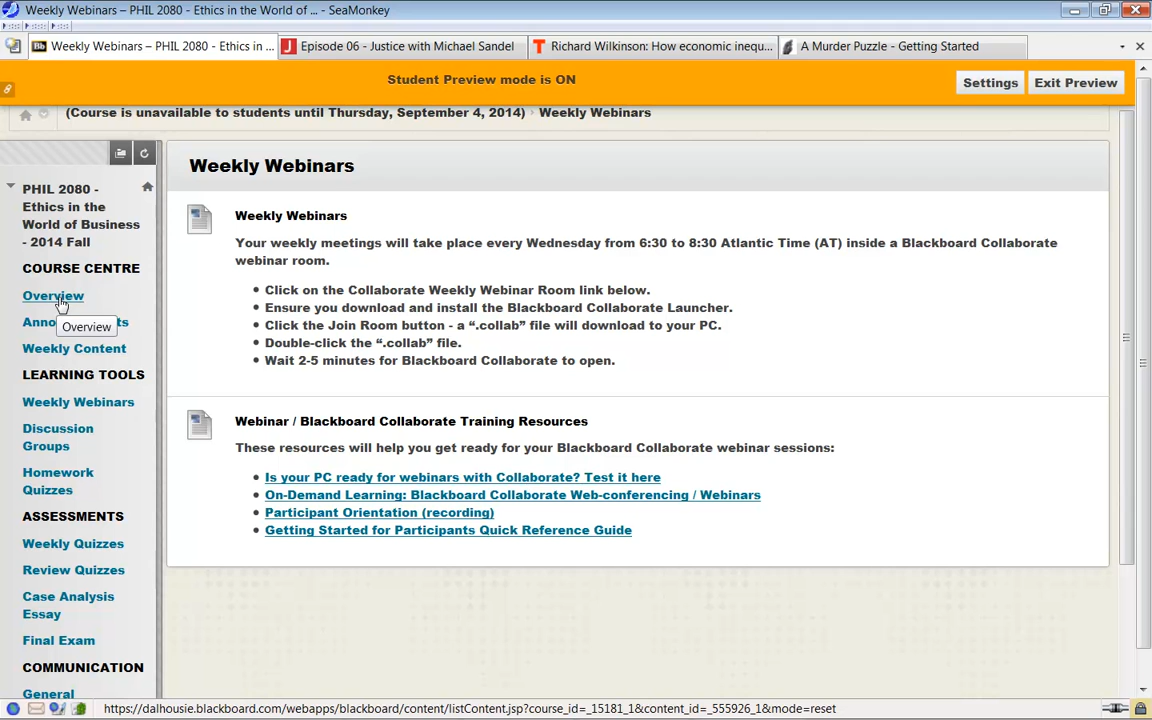 Weekly Webinars – PHIL 2080 - Ethics in the World of ... - SeaMonkey
Weekly Webinars – PHIL 2080 - Ethics in ...
Episode 06 - Justice with Michael Sandel
Richard Wilkinson: How economic inequ...
A Murder Puzzle - Getting Started
Student Preview mode is ON
Settings
Exit Preview
(Course is unavailable to students until Thursday, September 4, 2014)
Weekly Webinars
PHIL 2080 -
Ethics in the
World of Business
- 2014 Fall
COURSE CENTRE
Overview
Anno ts
Overview
Weekly Content
LEARNING TOOLS
Weekly Webinars
Discussion
Groups
Homework
Quizzes
ASSESSMENTS
Weekly Quizzes
Review Quizzes
Case Analysis
Essay
Final Exam
COMMUNICATION
General
Weekly Webinars
Weekly Webinars
Your weekly meetings will take place every Wednesday from 6:30 to 8:30 Atlantic Time (AT) inside a Blackboard Collaborate
webinar room.
• Click on the Collaborate Weekly Webinar Room link below.
• Ensure you download and install the Blackboard Collaborate Launcher.
• Click the Join Room button - a “.collab” file will download to your PC.
• Double-click the “.collab” file.
• Wait 2-5 minutes for Blackboard Collaborate to open.
Webinar / Blackboard Collaborate Training Resources
These resources will help you get ready for your Blackboard Collaborate webinar sessions:
• Is your PC ready for webinars with Collaborate? Test it here
• On-Demand Learning: Blackboard Collaborate Web-conferencing / Webinars
• Participant Orientation (recording)
• Getting Started for Participants Quick Reference Guide
https://dalhousie.blackboard.com/webapps/blackboard/content/listContent.jsp?course_id=_15181_1&content_id=_555926_1&mode=reset